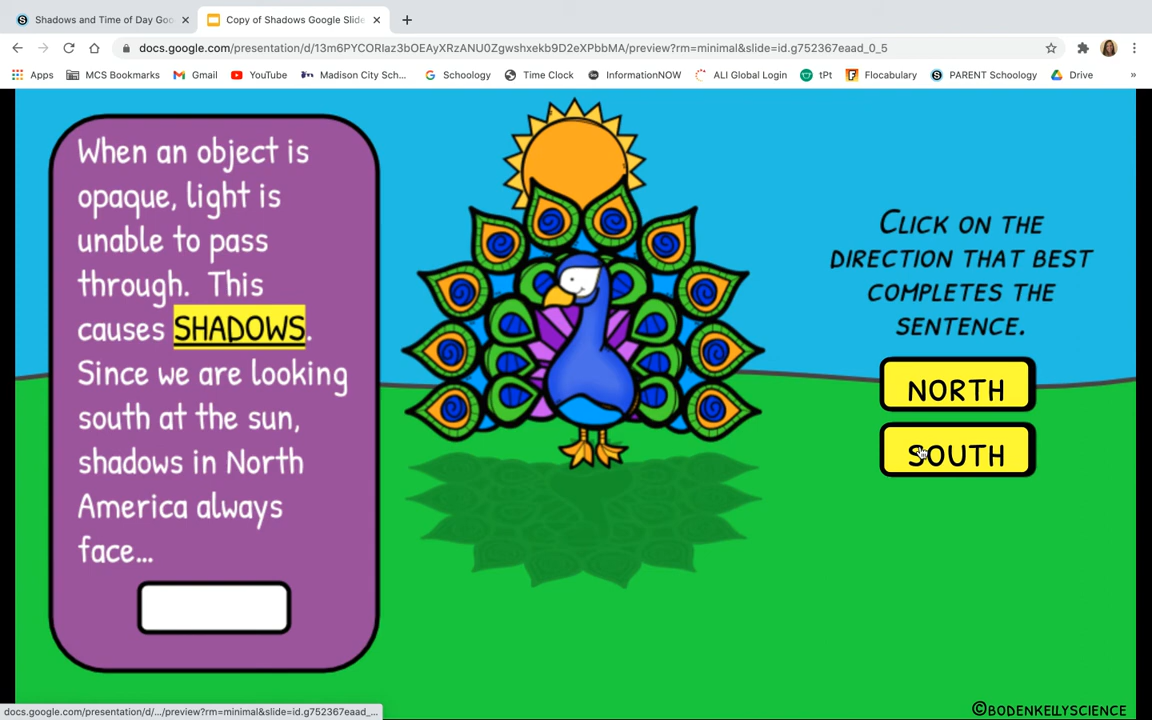 Shadows and Time of Day Goo
Copy of Shadows Google Slide
docs.google.com/presentation/d/13m6PYCORIaz3bOEAyXRzANU0Zgwshxekb9D2eXPbbMA/preview?rm=minimal&slide=id.g752367eaad_0_5
Apps MCS Bookmarks Gmail YouTube Madison City Sch... Schoology Time Clock InformationNOW ALI Global Login tPt Flocabulary PARENT Schoology Drive »
When an object is
opaque, light is
unable to pass
through. This
causes SHADOWS.
Since we are looking
south at the sun,
shadows in North
America always
face...
CLICK ON THE
DIRECTION THAT BEST
COMPLETES THE
SENTENCE.
NORTH
SOUTH
docs.google.com/presentation/d/.../preview?rm=minimal&slide=id.g752367eaad_...
©BODENKELLYSCIENCE